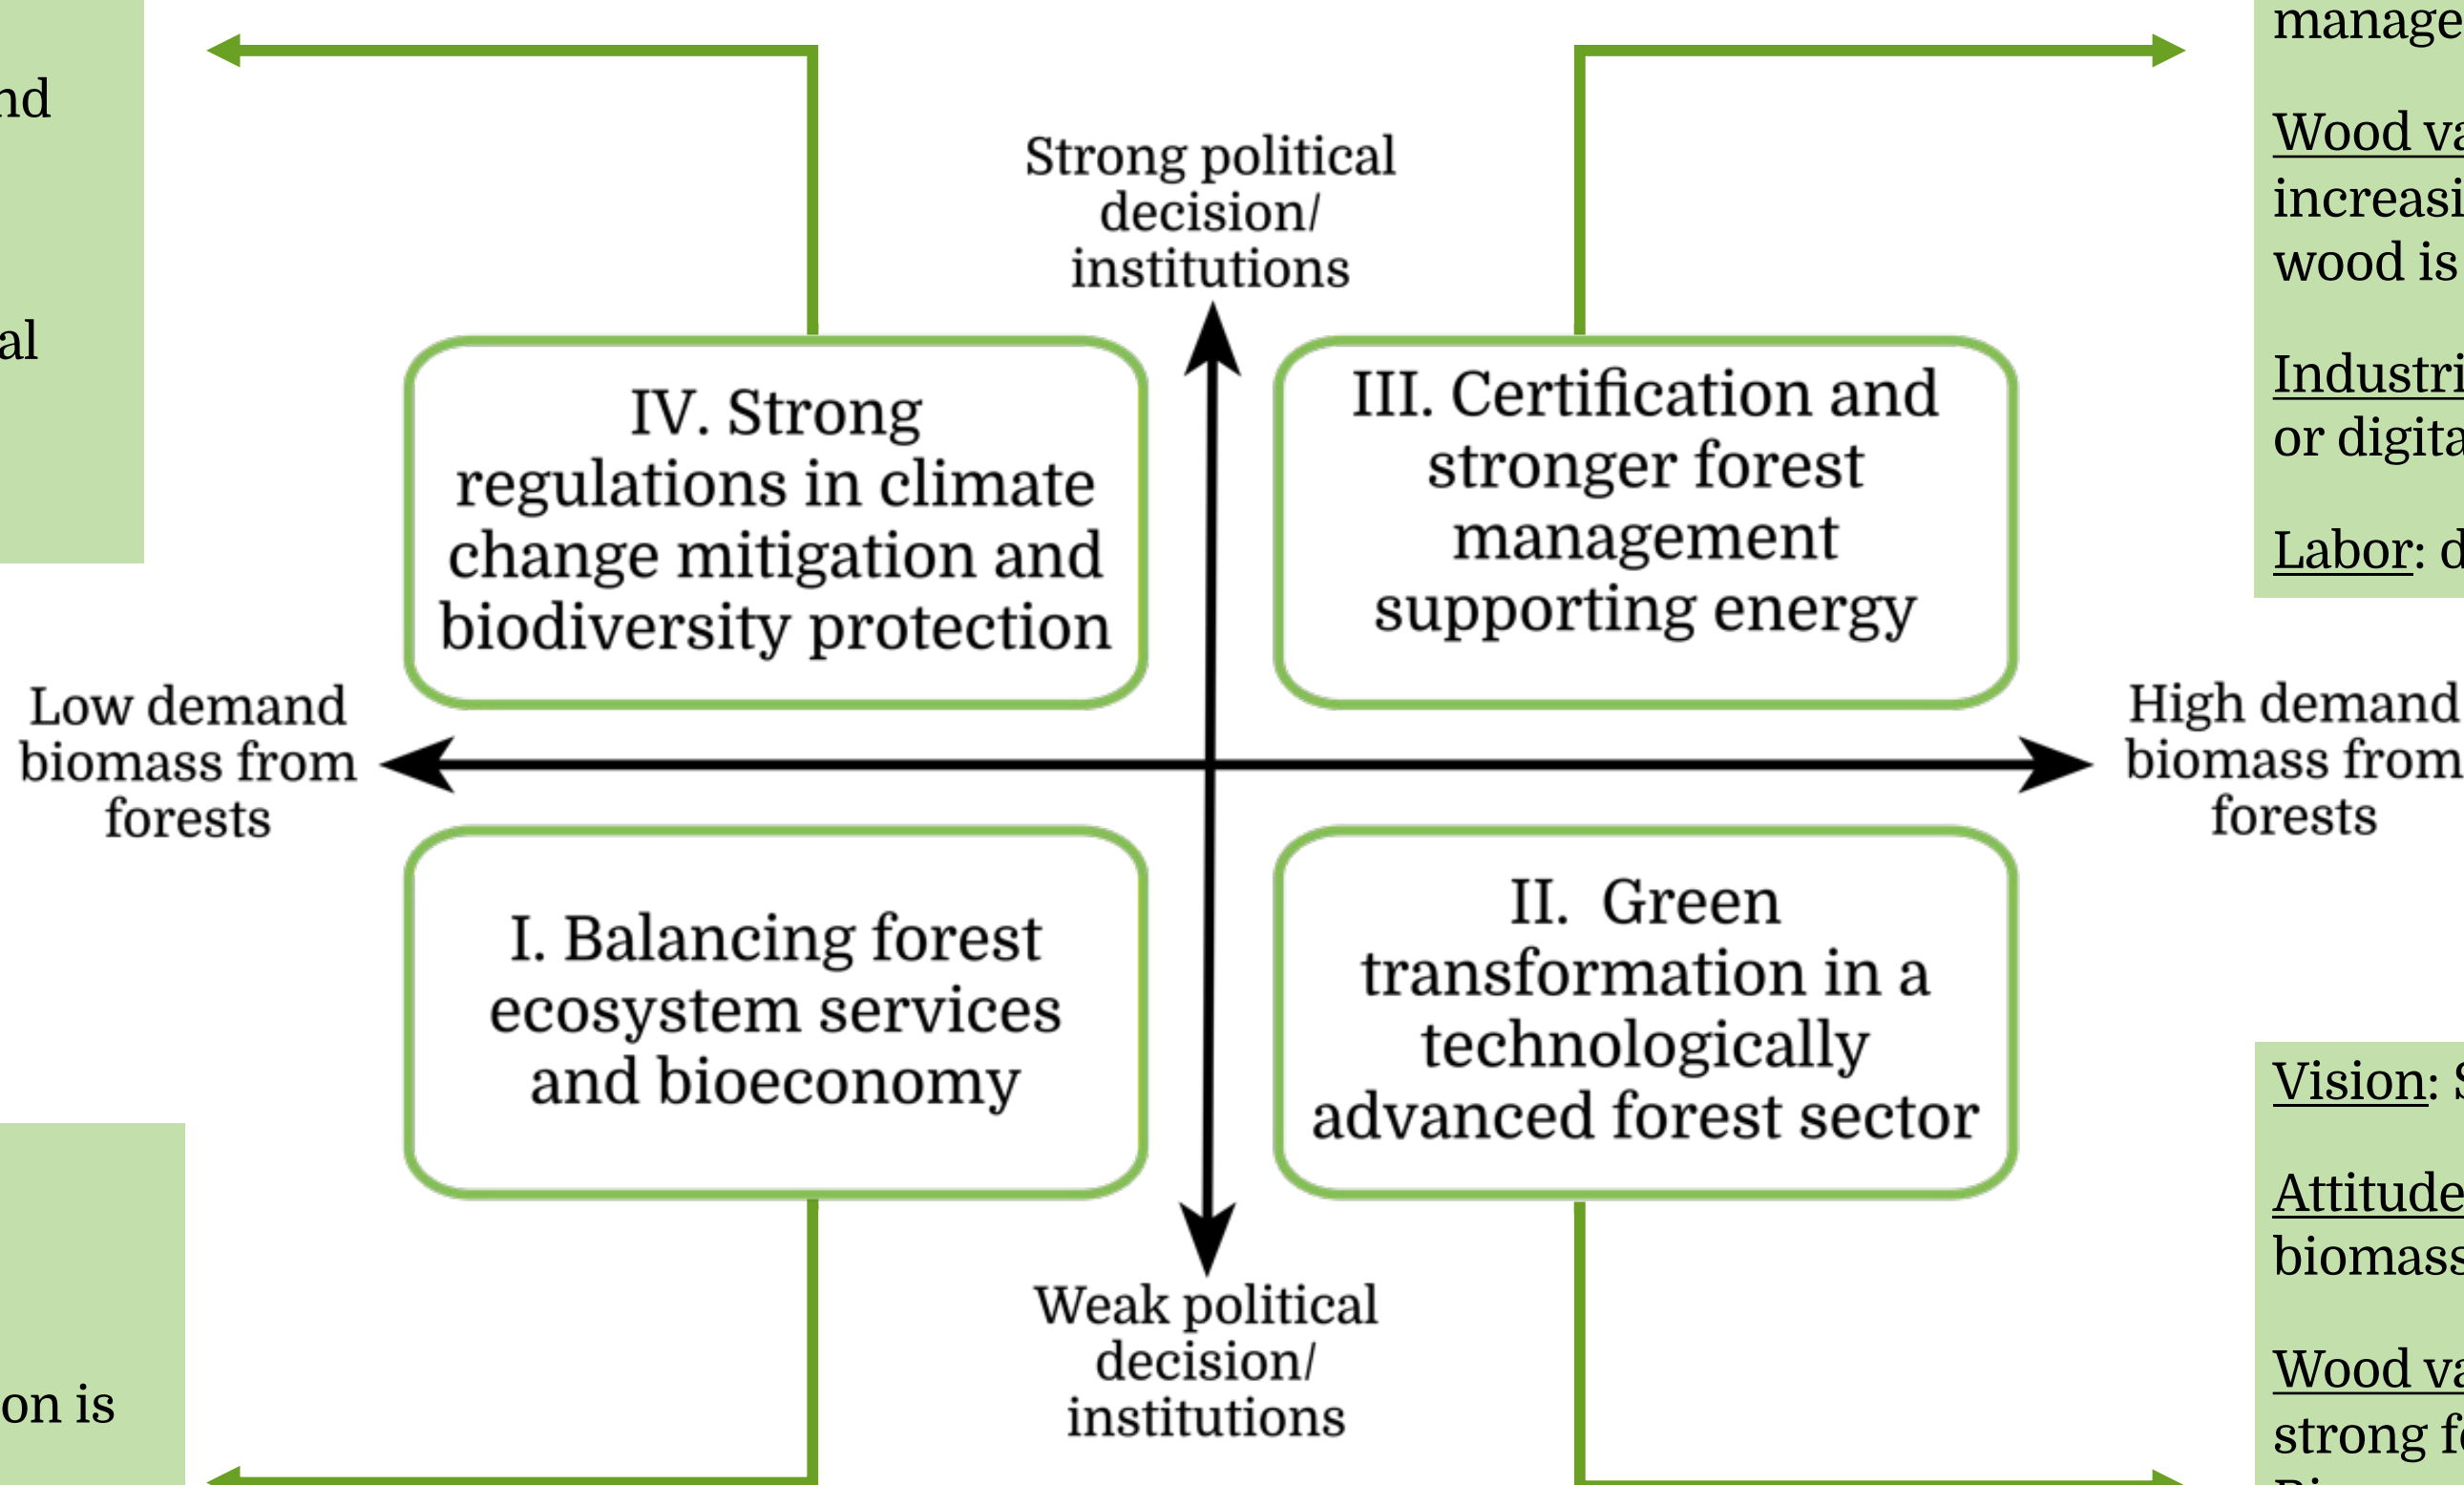 nd
al
manage
Wood va
increasi
wood is
Industri
or digita
Labor: d
Strong political
decision/
institutions
IV. Strong
regulations in climate
change mitigation and
biodiversity protection
III. Certification and
stronger forest
management
supporting energy
Low demand
biomass from
forests
High demand
biomass from
forests
I. Balancing forest
ecosystem services
and bioeconomy
II. Green
transformation in a
technologically
advanced forest sector
Weak political
decision/
institutions
on is
Vision: S
Attitude
biomass
Wood va
strong fo